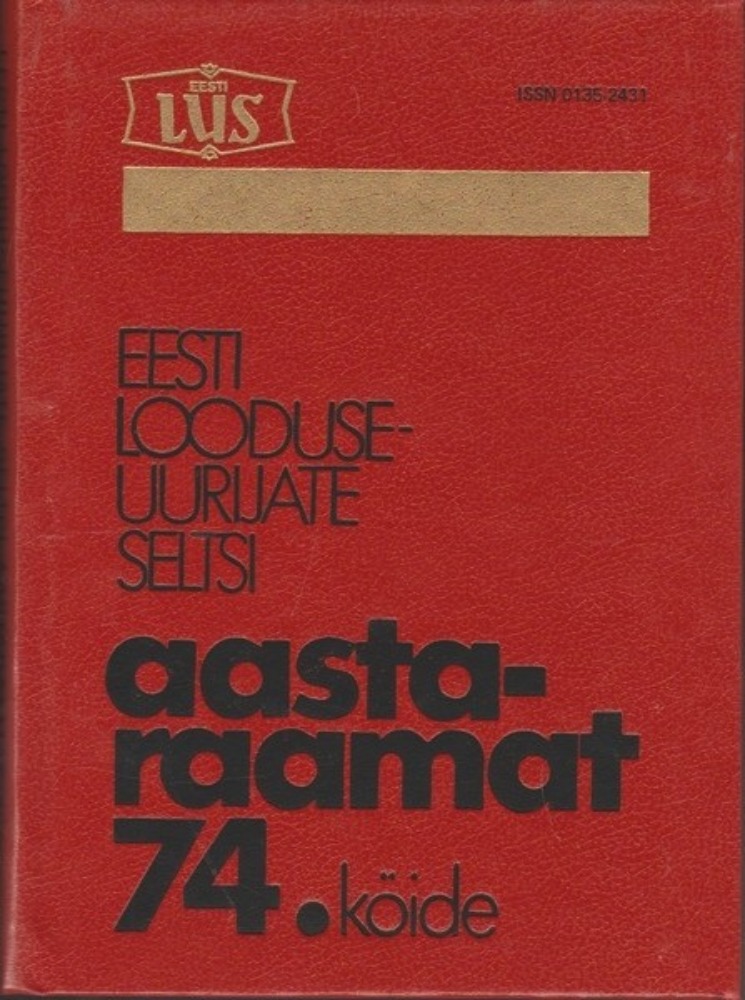 EESTI
LUS
ISSN 0135-2431
EESTI
LOODUSE-
UURIJATE
SELTSI
aasta-
raamat
74. köide